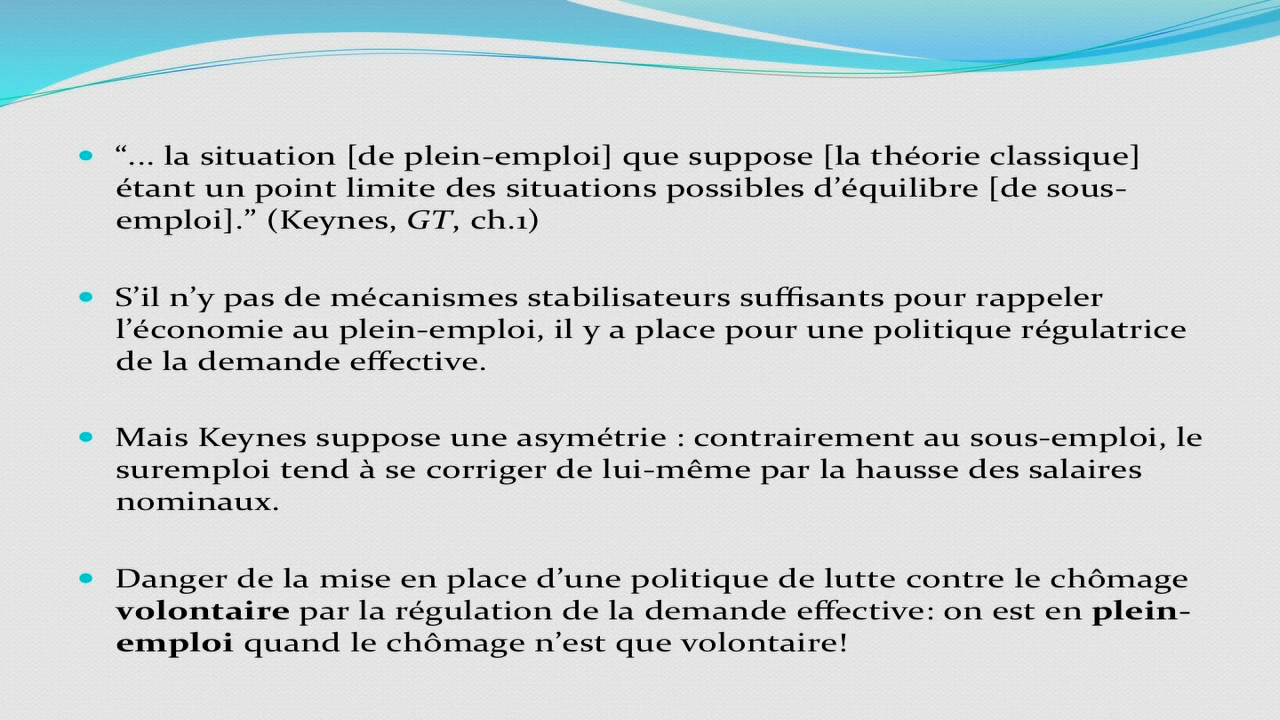 • “... la situation [de plein-emploi] que suppose [la théorie classique]
étant un point limite des situations possibles d’équilibre [de sous-
emploi].” (Keynes, GT, ch.1)
• S’il n’y pas de mécanismes stabilisateurs suffisants pour rappeler
l’économie au plein-emploi, il y a place pour une politique régulatrice
de la demande effective.
• Mais Keynes suppose une asymétrie : contrairement au sous-emploi, le
suremploi tend à se corriger de lui-même par la hausse des salaires
nominaux.
• Danger de la mise en place d’une politique de lutte contre le chômage
volontaire par la régulation de la demande effective: on est en plein-
emploi quand le chômage n’est que volontaire!